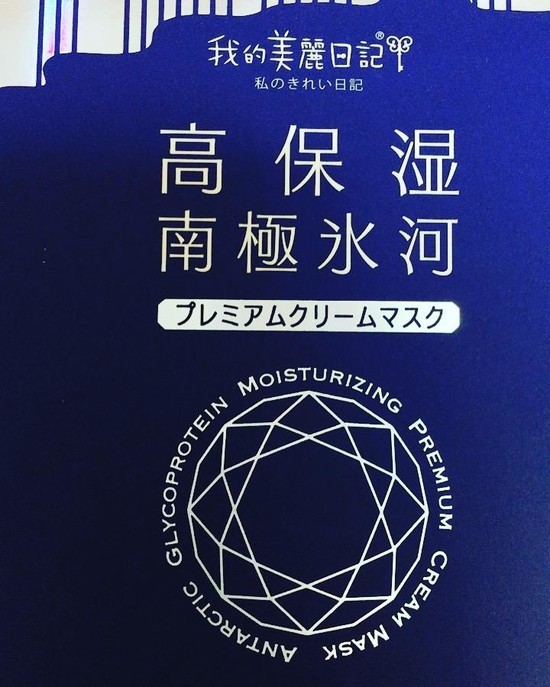 我的美麗日記®
私のきれい日記
高保湿
南極氷河
プレミアムクリームマスク
ANTARCTIC GLYCOPROTEIN MOISTURIZING PREMIUM CREAM MASK